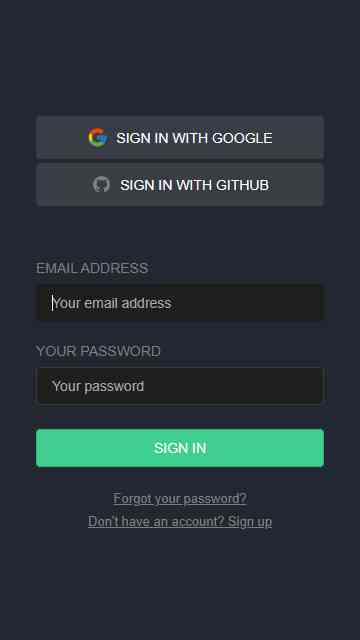 SIGN IN WITH GOOGLE
SIGN IN WITH GITHUB
EMAIL ADDRESS
Your email address
YOUR PASSWORD
Your password
SIGN IN
Forgot your password?
Don't have an account? Sign up